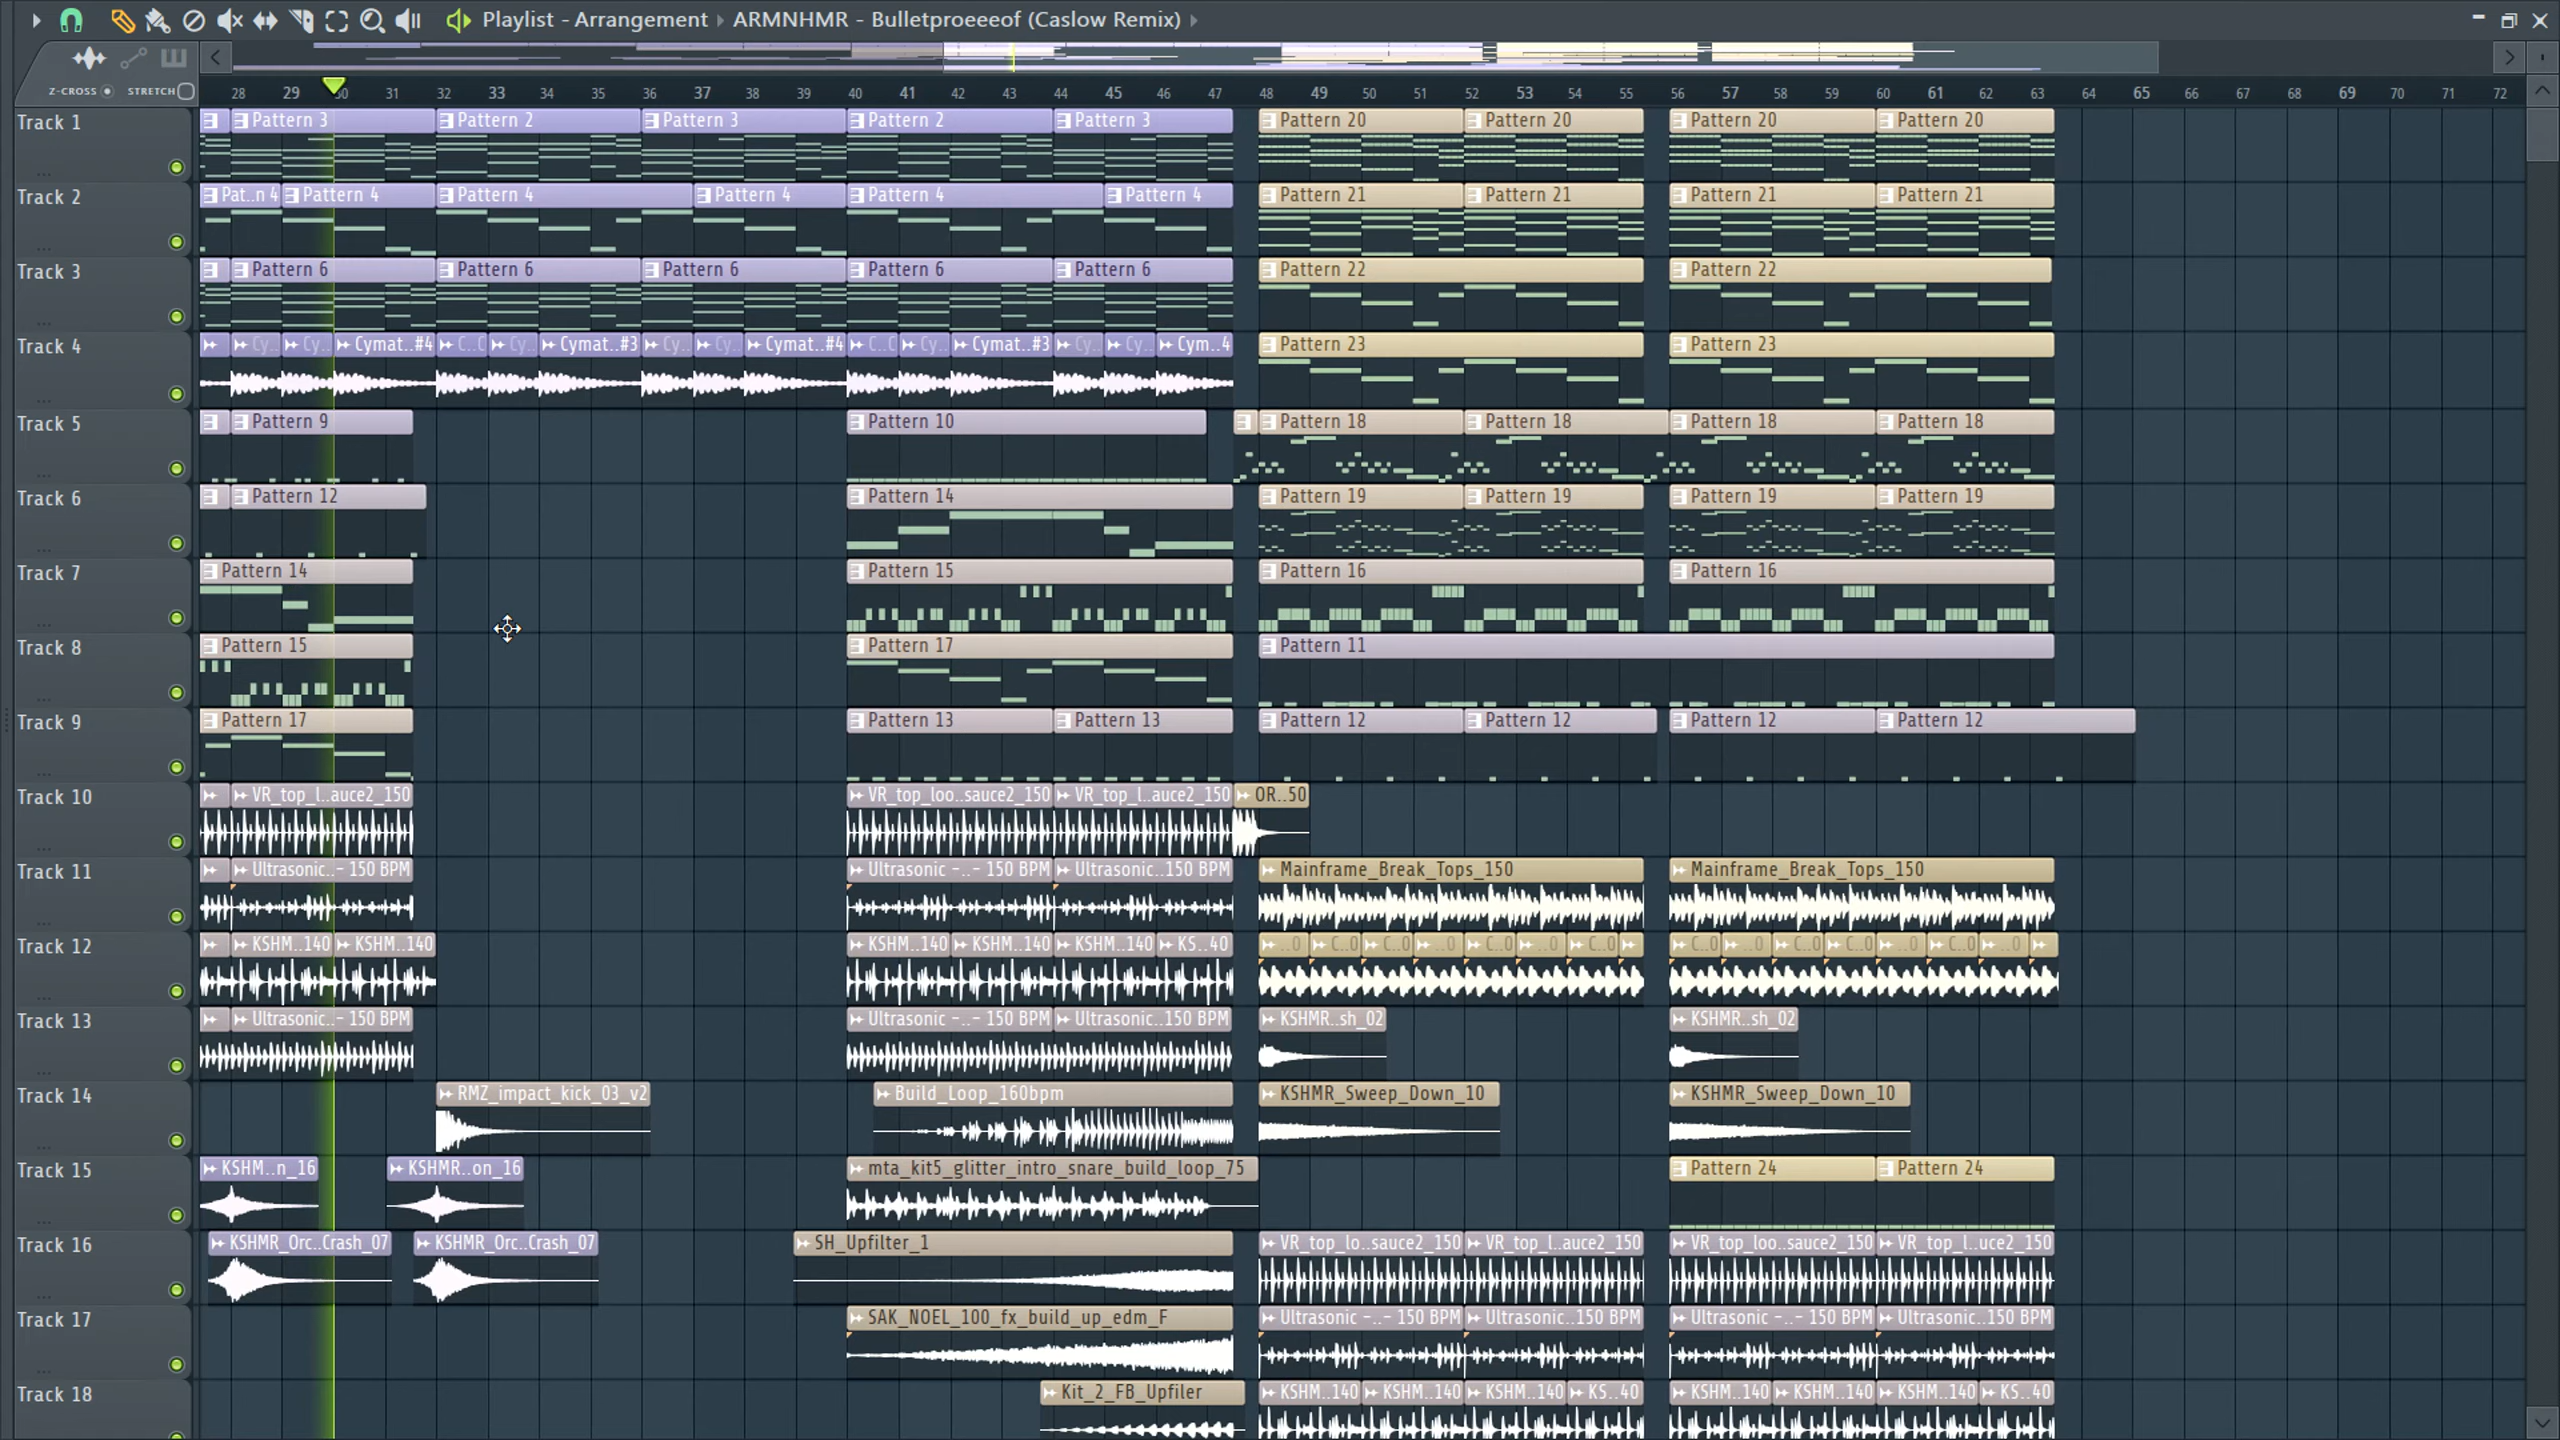 Playlist - Arrangement ▸ ARMNHMR - Bulletproeeeof (Caslow Remix) ▸
Z-CROSS STRETCH
28 29 30 31 32 33 34 35 36 37 38 39 40 41 42 43 44 45 46 47 48 49 50 51 52 53 54 55 56 57 58 59 60 61 62 63 64 65 66 67 68 69 70 71 72
Track 1 Pattern 3 Pattern 2 Pattern 3 Pattern 2 Pattern 3 Pattern 20 Pattern 20 Pattern 20 Pattern 20
Track 2 Pat..n 4 Pattern 4 Pattern 4 Pattern 4 Pattern 4 Pattern 4 Pattern 21 Pattern 21 Pattern 21 Pattern 21
Track 3 Pattern 6 Pattern 6 Pattern 6 Pattern 6 Pattern 6 Pattern 22 Pattern 22
Track 4 Cy.. Cy.. Cymat..#4 C..C Cy.. Cymat..#3 Cy.. Cy.. Cymat..#4 C..C Cy.. Cymat..#3 Cy.. Cy.. Cym..4 Pattern 23 Pattern 23
Track 5 Pattern 9 Pattern 10 Pattern 18 Pattern 18 Pattern 18 Pattern 18
Track 6 Pattern 12 Pattern 14 Pattern 19 Pattern 19 Pattern 19 Pattern 19
Track 7 Pattern 14 Pattern 15 Pattern 16 Pattern 16
Track 8 Pattern 15 Pattern 17 Pattern 11
Track 9 Pattern 17 Pattern 13 Pattern 13 Pattern 12 Pattern 12 Pattern 12 Pattern 12
Track 10 VR_top_l..auce2_150 VR_top_loo..sauce2_150 VR_top_l..auce2_150 OR..50
Track 11 Ultrasonic..- 150 BPM Ultrasonic -..- 150 BPM Ultrasonic..150 BPM Mainframe_Break_Tops_150 Mainframe_Break_Tops_150
Track 12 KSHM..140 KSHM..140 KSHM..140 KSHM..140 KSHM..140 KS..40 ..0 C..0 C..0 ..0 C..0 ..0 C..0 C..0 ..0 C..0 C..0 ..0 C..0 ..0
Track 13 Ultrasonic..- 150 BPM Ultrasonic -..- 150 BPM Ultrasonic..150 BPM KSHMR..sh_02 KSHMR..sh_02
Track 14 RMZ_impact_kick_03_v2 Build_Loop_160bpm KSHMR_Sweep_Down_10 KSHMR_Sweep_Down_10
Track 15 KSHM..n_16 KSHMR..on_16 mta_kit5_glitter_intro_snare_build_loop_75 Pattern 24 Pattern 24
Track 16 KSHMR_Orc..Crash_07 KSHMR_Orc..Crash_07 SH_Upfilter_1 VR_top_lo..sauce2_150 VR_top_l..auce2_150 VR_top_loo..sauce2_150 VR_top_l..uce2_150
Track 17 SAK_NOEL_100_fx_build_up_edm_F Ultrasonic -..- 150 BPM Ultrasonic..150 BPM Ultrasonic -..- 150 BPM Ultrasonic..150 BPM
Track 18 Kit_2_FB_Upfiler KSHM..140 KSHM..140 KSHM..140 KS..40 KSHM..140 KSHM..140 KSHM..140 KS..40